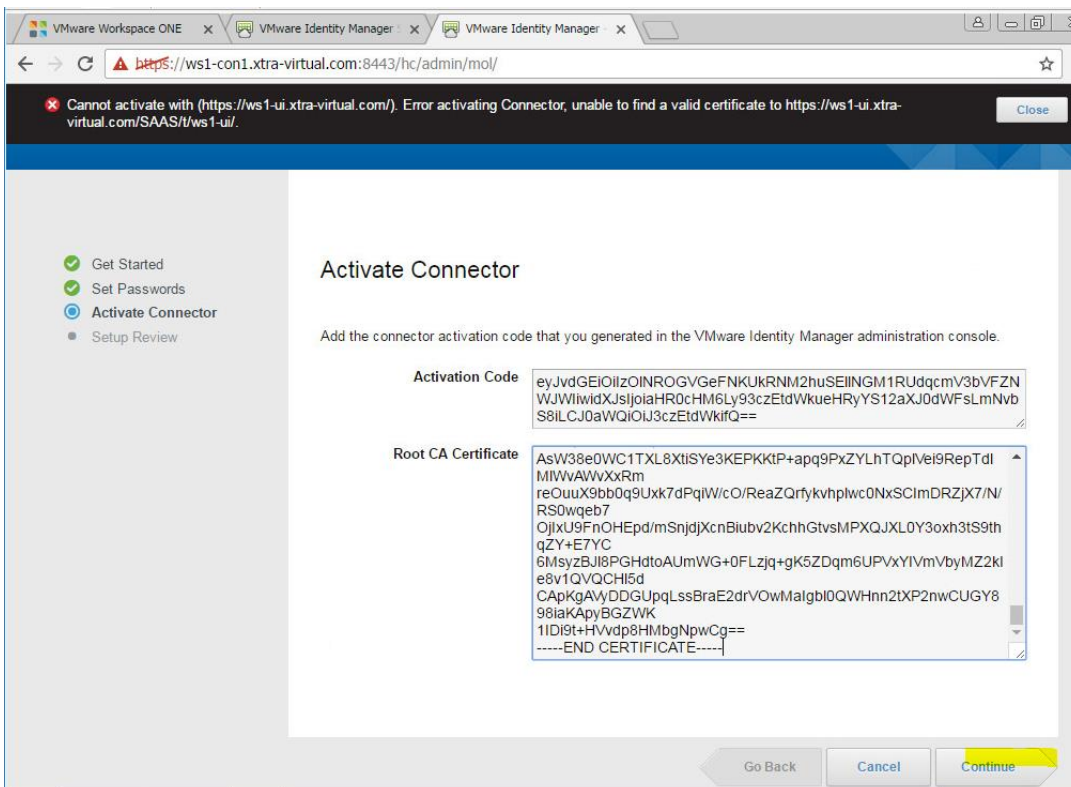 VMware Workspace ONE
VMware Identity Manager
VMware Identity Manager -
https://ws1-con1.xtra-virtual.com:8443/hc/admin/mol/
Cannot activate with (https://ws1-ui.xtra-virtual.com/). Error activating Connector, unable to find a valid certificate to https://ws1-ui.xtra-
virtual.com/SAAS/t/ws1-ui/.
Close
Get Started
Set Passwords
Activate Connector
Setup Review
Activate Connector
Add the connector activation code that you generated in the VMware Identity Manager administration console.
Activation Code
eyJvdGEiOiIzOlNROGVGeFNKUkRNM2huSEllNGM1RUdqcmV3bVFZN
WJWIiwidXJsIjoiaHR0cHM6Ly93czEtdWkueHRyYS12aXJ0dWFsLmNvb
S8iLCJ0aWQiOiJ3czEtdWkifQ==
Root CA Certificate
AsW38e0WC1TXL8XtiSYe3KEPKKtP+apq9PxZYLhTQplVei9RepTdI
MIWvAWvXxRm
reOuuX9bb0q9Uxk7dPqiW/cO/ReaZQrfykvhplwc0NxSCImDRZjX7/N/
RS0wqeb7
OjIxU9FnOHEpd/mSnjdjXcnBiubv2KchhGtvsMPXQJXL0Y3oxh3tS9th
qZY+E7YC
6MsyzBJI8PGHdtoAUmWG+0FLzjq+gK5ZDqm6UPVxYIVmVbyMZ2kl
e8v1QVQCHI5d
CApKgAVyDDGUpqLssBraE2drVOwMaIgbI0QWHnn2tXP2nwCUGY8
98iaKApyBGZWK
1IDi9t+HVvdp8HMbgNpwCg==
-----END CERTIFICATE-----
Go Back
Cancel
Continue